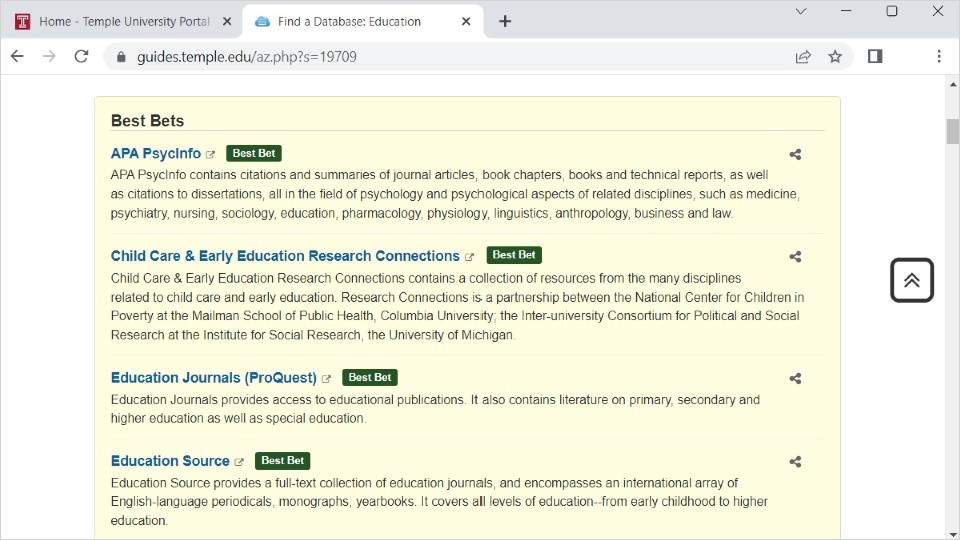 Home - Temple University Portal
Find a Database: Education
guides.temple.edu/az.php?s=19709
Best Bets
APA PsycInfo Best Bet
APA PsycInfo contains citations and summaries of journal articles, book chapters, books and technical reports, as well
as citations to dissertations, all in the field of psychology and psychological aspects of related disciplines, such as medicine,
psychiatry, nursing, sociology, education, pharmacology, physiology, linguistics, anthropology, business and law.
Child Care & Early Education Research Connections Best Bet
Child Care & Early Education Research Connections contains a collection of resources from the many disciplines
related to child care and early education. Research Connections is a partnership between the National Center for Children in
Poverty at the Mailman School of Public Health, Columbia University; the Inter-university Consortium for Political and Social
Research at the Institute for Social Research, the University of Michigan.
Education Journals (ProQuest) Best Bet
Education Journals provides access to educational publications. It also contains literature on primary, secondary and
higher education as well as special education.
Education Source Best Bet
Education Source provides a full-text collection of education journals, and encompasses an international array of
English-language periodicals, monographs, yearbooks. It covers all levels of education--from early childhood to higher
education.